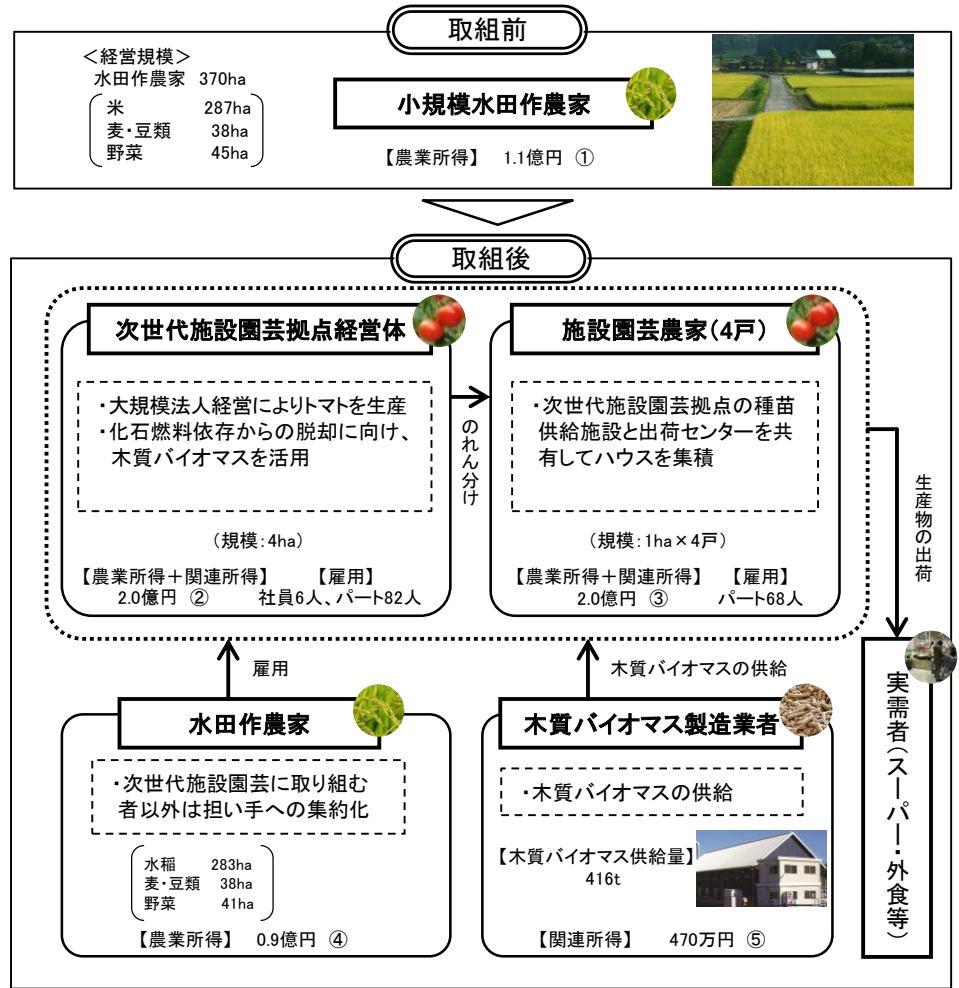 取組前
<経営規模>
水田作農家 370ha
米 287ha
麦・豆類 38ha
野菜 45ha
小規模水田作農家
【農業所得】 1.1億円 ①
取組後
次世代施設園芸拠点経営体
・大規模法人経営によりトマトを生産
・化石燃料依存からの脱却に向け、
木質バイオマスを活用
(規模:4ha)
【農業所得+関連所得】 【雇用】
2.0億円 ② 社員6人、パート82人
のれん分け
施設園芸農家(4戸)
・次世代施設園芸拠点の種苗
供給施設と出荷センターを共
有してハウスを集積
(規模:1ha×4戸)
【農業所得+関連所得】 【雇用】
2.0億円 ③ パート68人
生産物の出荷
雇用
木質バイオマスの供給
水田作農家
・次世代施設園芸に取り組む
者以外は担い手への集約化
水稲 283ha
麦・豆類 38ha
野菜 41ha
【農業所得】 0.9億円 ④
木質バイオマス製造業者
・木質バイオマスの供給
【木質バイオマス供給量】
416t
【関連所得】 470万円 ⑤
実需者(スーパー・外食等)